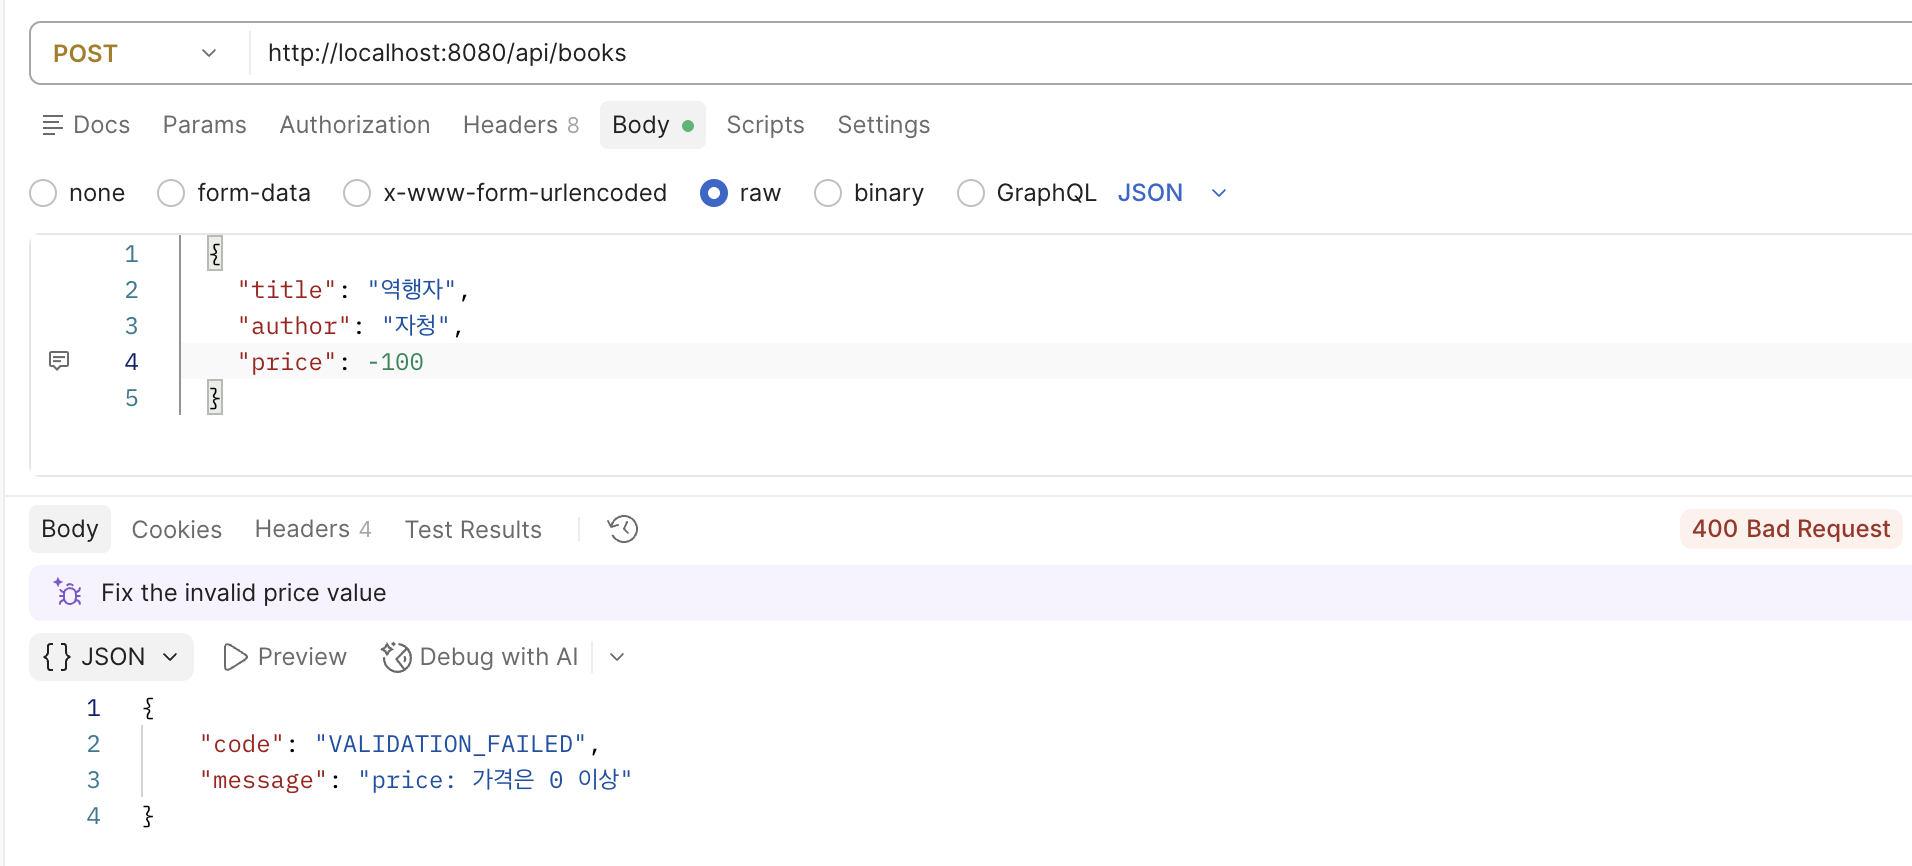 POST http://localhost:8080/api/books
Docs Params Authorization Headers 8 Body Scripts Settings
none form-data x-www-form-urlencoded raw binary GraphQL JSON
1 {
2 "title": "역행자",
3 "author": "자청",
4 "price": -100
5 }
Body Cookies Headers 4 Test Results 400 Bad Request
Fix the invalid price value
{} JSON Preview Debug with AI
1 {
2 "code": "VALIDATION_FAILED",
3 "message": "price: 가격은 0 이상"
4 }